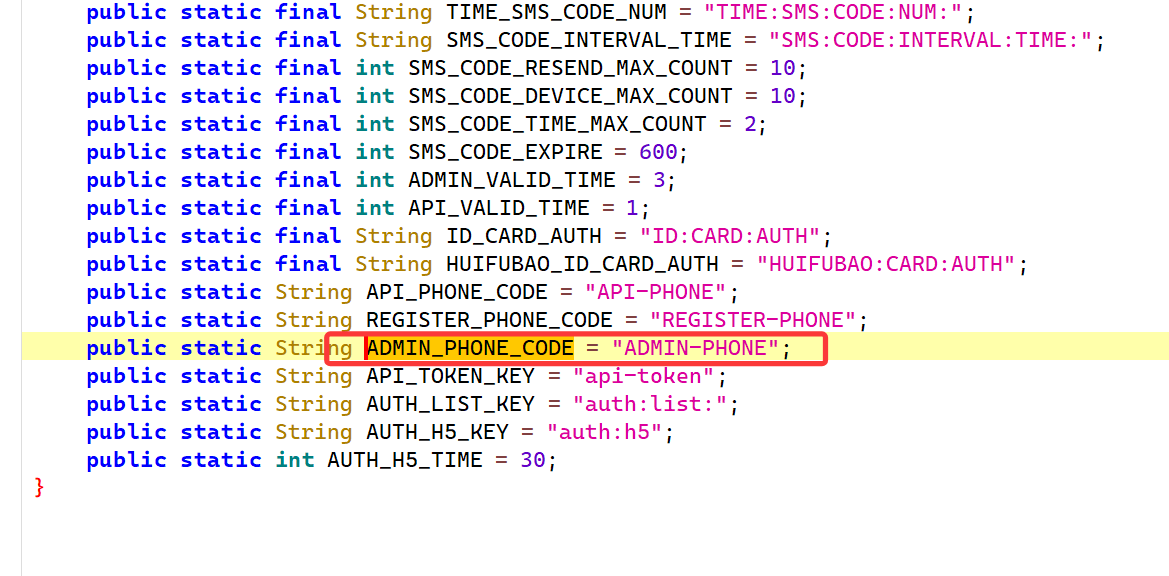 public static final String TIME_SMS_CODE_NUM = "TIME:SMS:CODE:NUM:";
public static final String SMS_CODE_INTERVAL_TIME = "SMS:CODE:INTERVAL:TIME:";
public static final int SMS_CODE_RESEND_MAX_COUNT = 10;
public static final int SMS_CODE_DEVICE_MAX_COUNT = 10;
public static final int SMS_CODE_TIME_MAX_COUNT = 2;
public static final int SMS_CODE_EXPIRE = 600;
public static final int ADMIN_VALID_TIME = 3;
public static final int API_VALID_TIME = 1;
public static final String ID_CARD_AUTH = "ID:CARD:AUTH";
public static final String HUIFUBAO_ID_CARD_AUTH = "HUIFUBAO:CARD:AUTH";
public static String API_PHONE_CODE = "API-PHONE";
public static String REGISTER_PHONE_CODE = "REGISTER-PHONE";
public static String ADMIN_PHONE_CODE = "ADMIN-PHONE";
public static String API_TOKEN_KEY = "api-token";
public static String AUTH_LIST_KEY = "auth:list:";
public static String AUTH_H5_KEY = "auth:h5";
public static int AUTH_H5_TIME = 30;
}